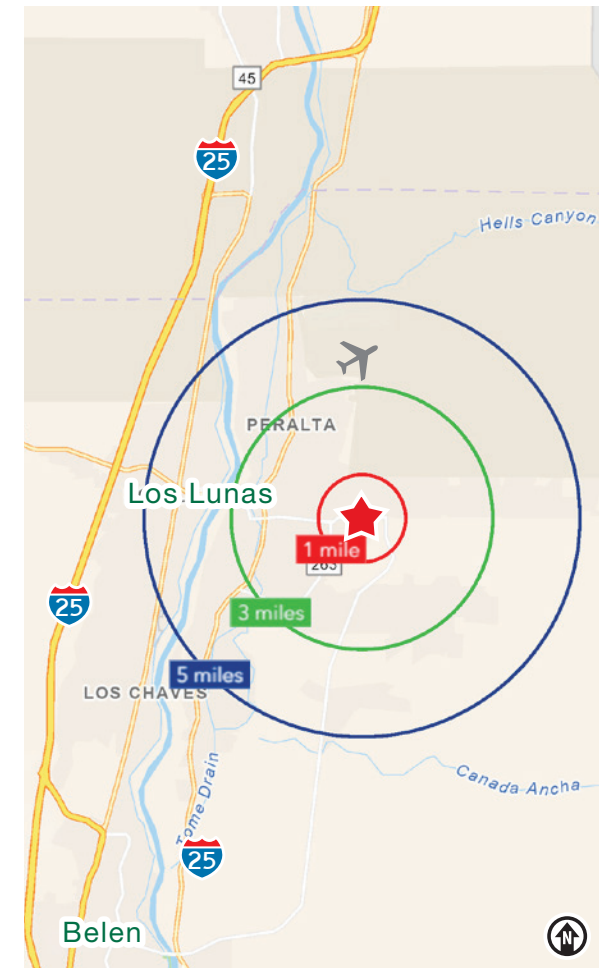 45
25
Hells Canyon
PERALTA
Los Lunas
1 mile
263
25
3 miles
5 miles
LOS CHAVES
Canada Ancha
Tome Drain
25
Belen
N